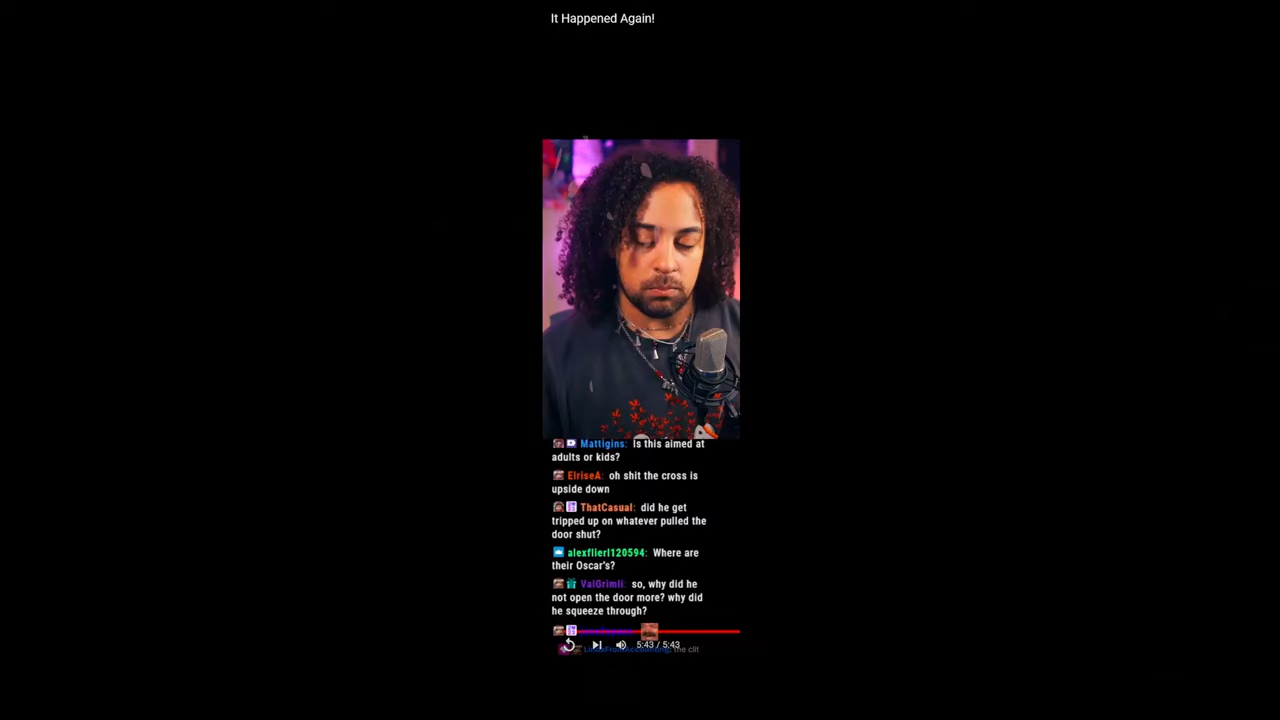 It Happened Again!
Mattigins: Is this aimed at
adults or kids?
ElriseA: oh shit the cross is
upside down
ThatCasual: did he get
tripped up on whatever pulled the
door shut?
alexflierl120594: Where are
their Oscar's?
ValGrimli: so, why did he
not open the door more? why did
he squeeze through?
5:43 / 5:43
the clit